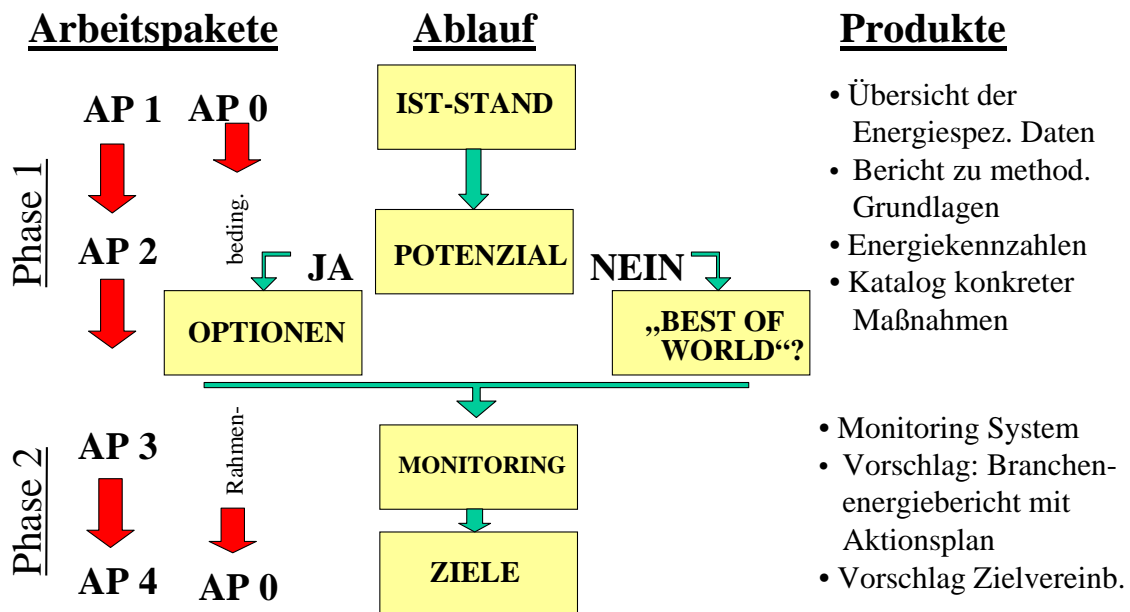 Arbeitspakete
Ablauf
Produkte
Phase 1
AP 1
AP 0
AP 2
beding.
IST-STAND
POTENZIAL
JA
NEIN
OPTIONEN
„BEST OF
WORLD“?
• Übersicht der
Energiespez. Daten
• Bericht zu method.
Grundlagen
• Energiekennzahlen
• Katalog konkreter
Maßnahmen
Phase 2
AP 3
AP 4
Rahmen-
AP 0
MONITORING
ZIELE
• Monitoring System
• Vorschlag: Branchen-
energiebericht mit
Aktionsplan
• Vorschlag Zielvereinb.